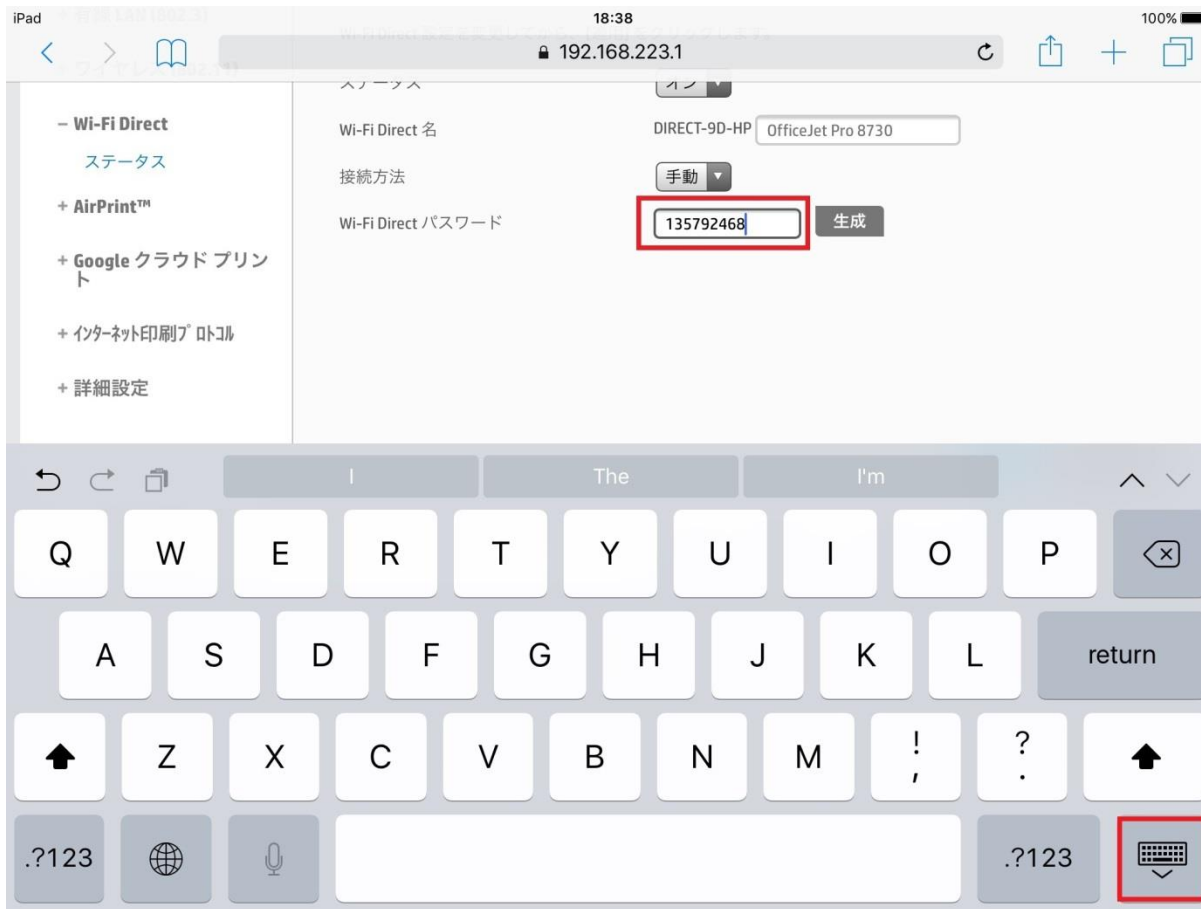 iPad 18:38 100%
192.168.223.1
ステータス オン
− Wi-Fi Direct
Wi-Fi Direct 名 DIRECT-9D-HP OfficeJet Pro 8730
ステータス
接続方法 手動
+ AirPrint™
Wi-Fi Direct パスワード 135792468 生成
+ Google クラウド プリン
ト
+ インターネット印刷プロトコル
+ 詳細設定
I The I'm
Q W E R T Y U I O P
A S D F G H J K L return
Z X C V B N M ! , ? .
.?123 .?123